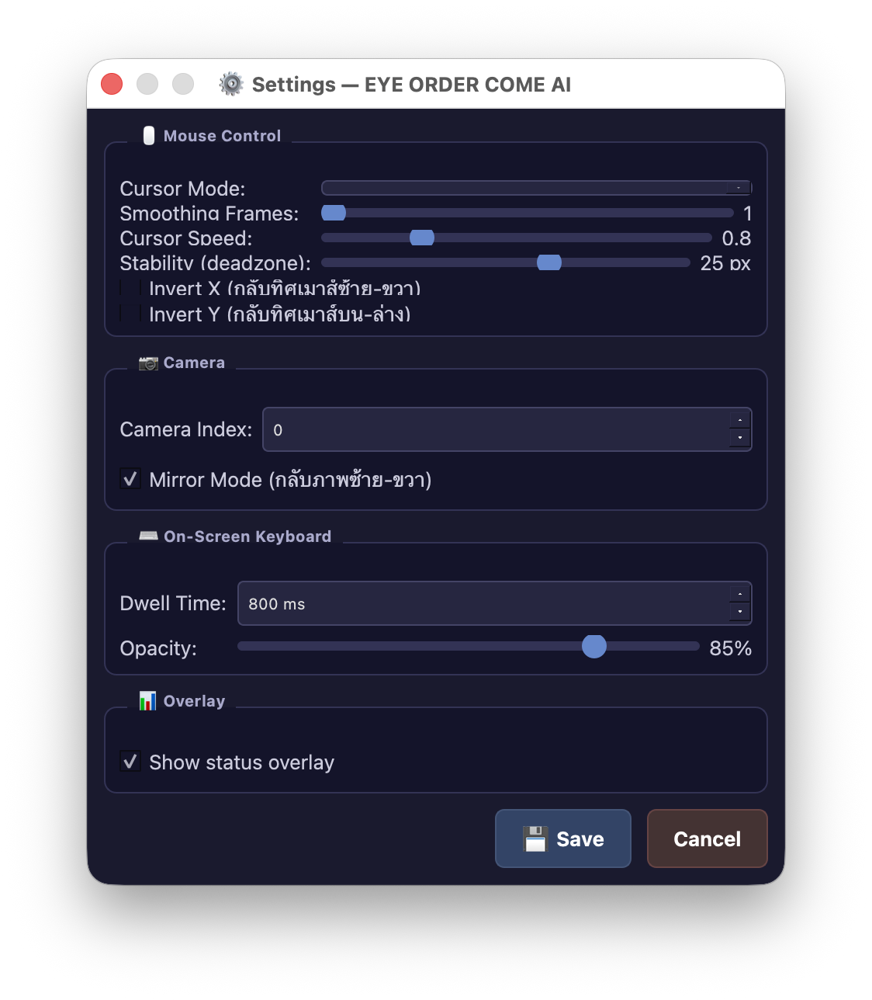 Settings — EYE ORDER COME AI
Mouse Control
Cursor Mode:
Smoothing Frames: 1
Cursor Speed: 0.8
Stability (deadzone): 25 px
Invert X (กลับทิศเมาส์ซ้าย-ขวา)
Invert Y (กลับทิศเมาส์บน-ล่าง)
Camera
Camera Index: 0
Mirror Mode (กลับภาพซ้าย-ขวา)
On-Screen Keyboard
Dwell Time: 800 ms
Opacity: 85%
Overlay
Show status overlay
Save Cancel